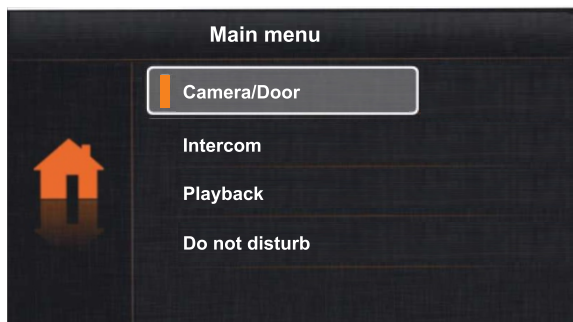 Main menu
Camera/Door
Intercom
Playback
Do not disturb